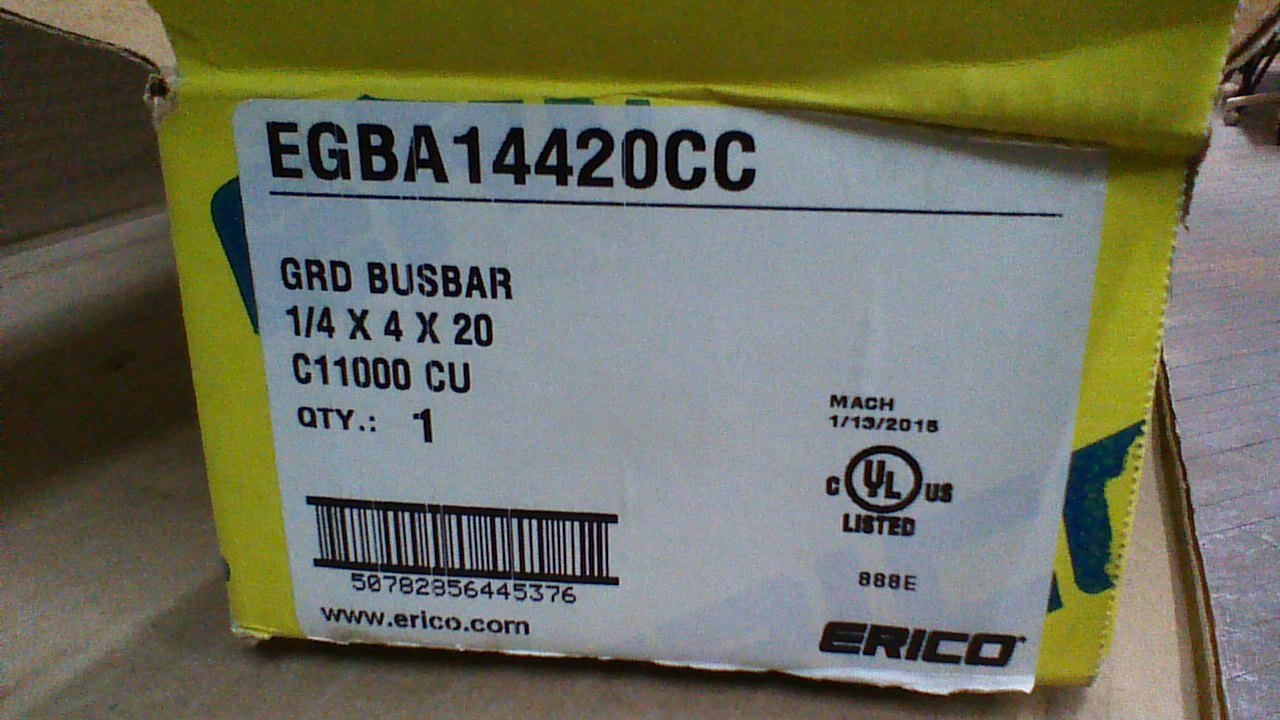 EGBA14420CC
GRD BUSBAR
1/4 X 4 X 20
C11000 CU
QTY.: 1
MACH
1/13/2015
C UL US
LISTED
50782856445376
888E
www.erico.com
ERICO